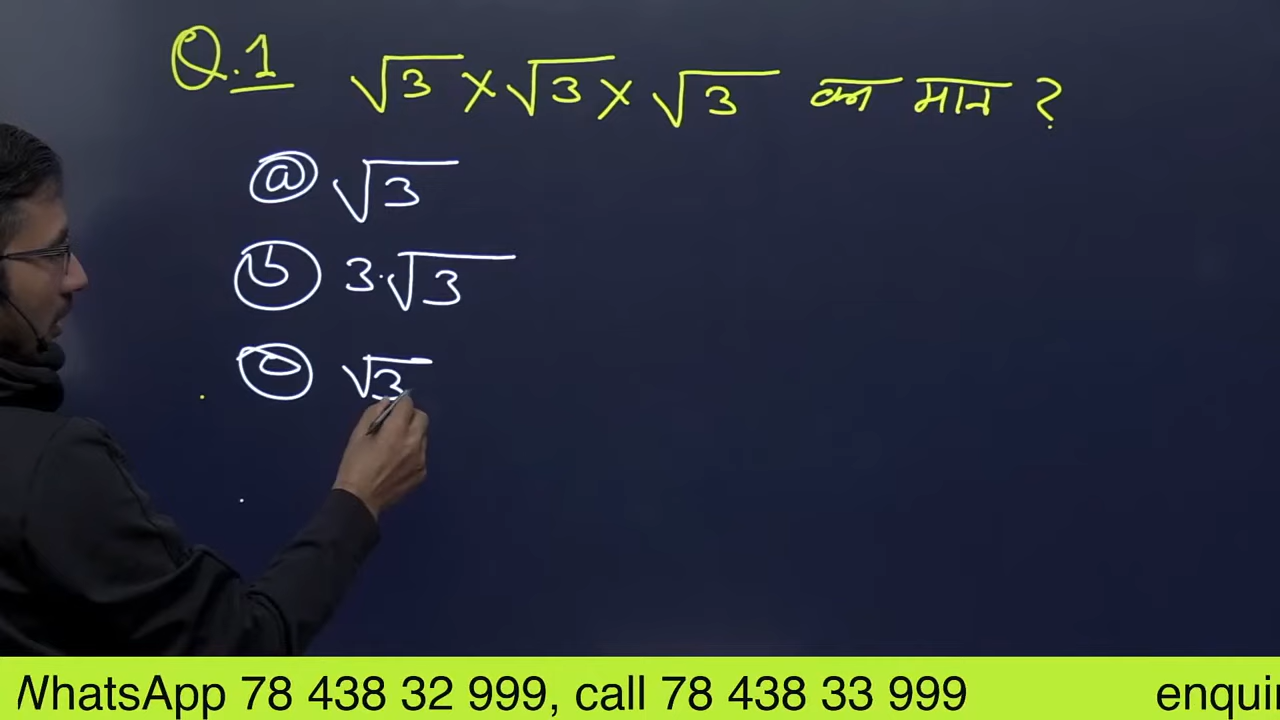 Q.1 √3 × √3 × √3 का मान ?
ⓐ √3
ⓑ 3·√3
ⓒ √3
WhatsApp 78 438 32 999, call 78 438 33 999 enqui